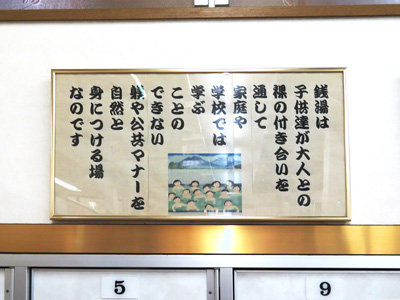 銭湯は
子供達が大人との
裸の付き合いを
通して
家庭や
学校では
学ぶ
ことの
できない
躾や公共マナーを
自然と
身につける場
なのです
5
9